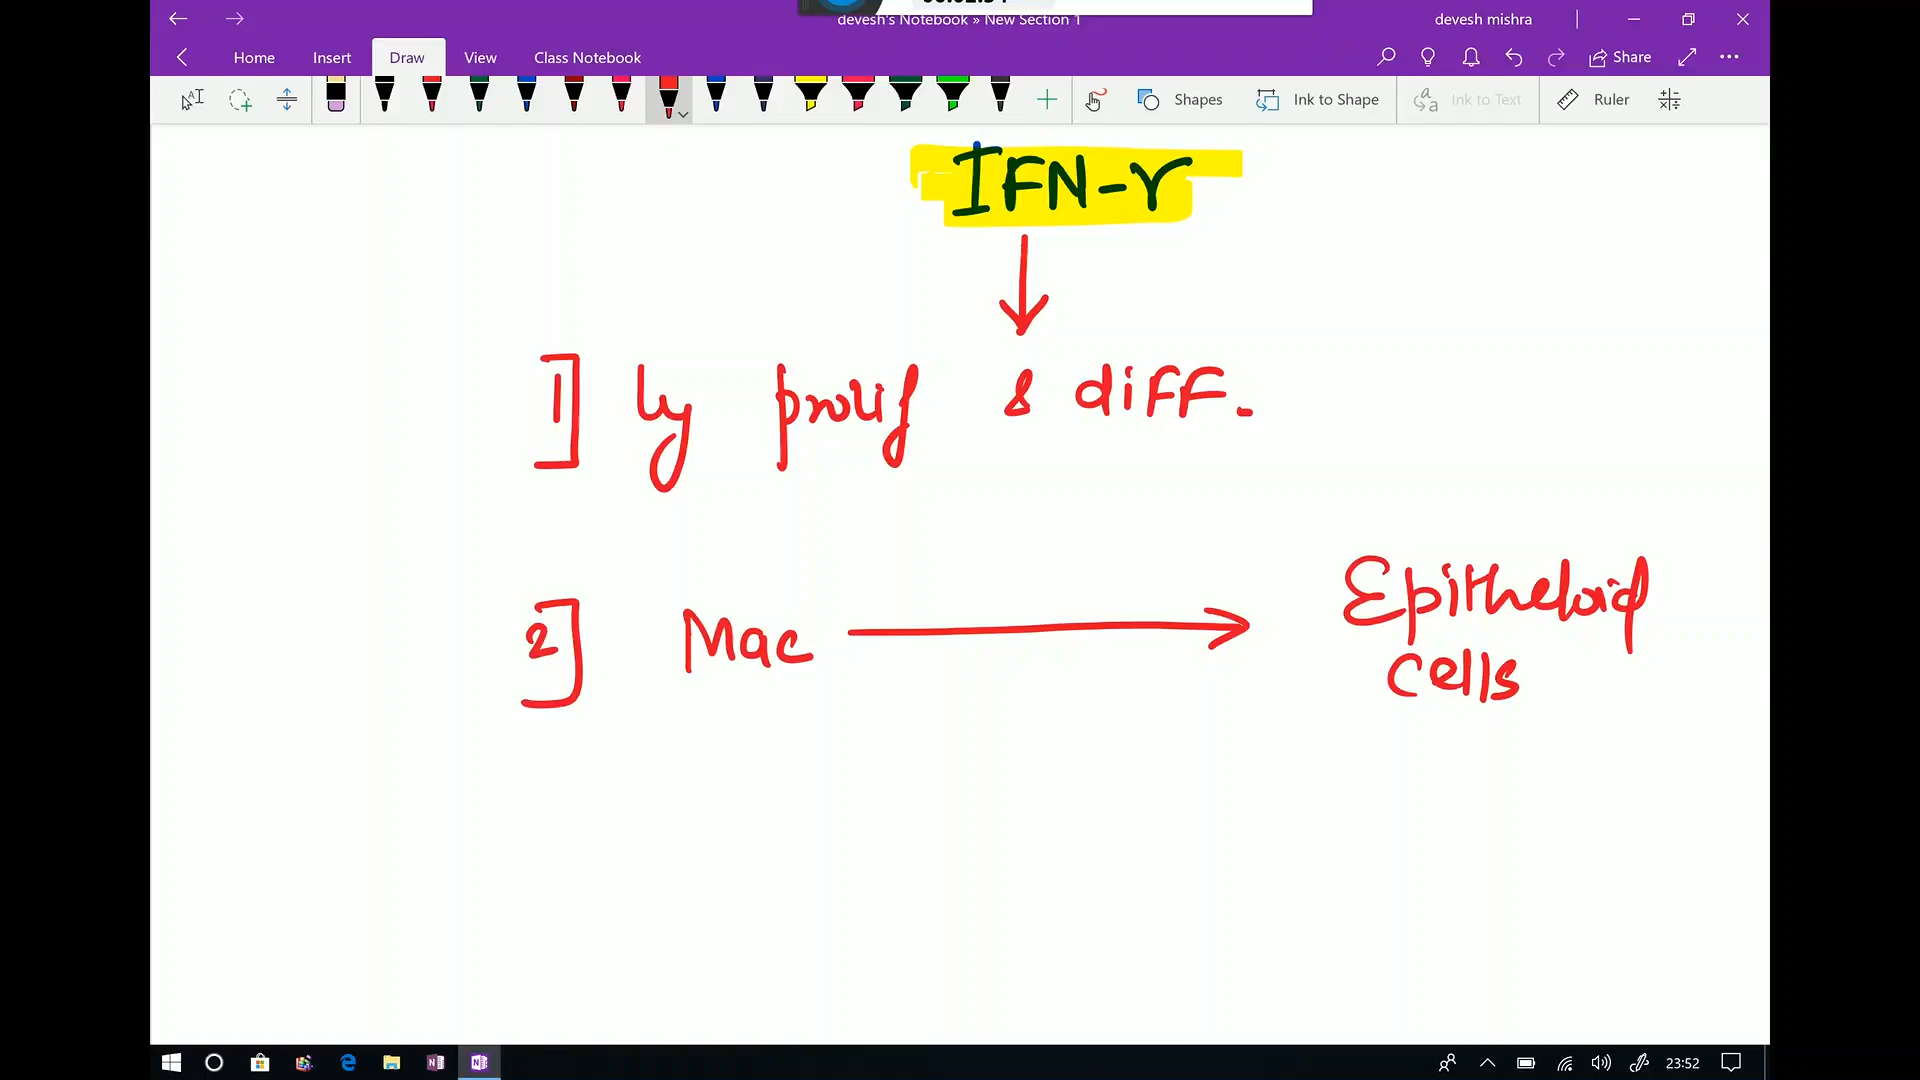 devesh's Notebook » New Section 1
devesh mishra
Home Insert Draw View Class Notebook Share
Shapes Ink to Shape Ink to Text Ruler
IFN-γ
1] ly prolif & diff.
2] Mac → Epitheloid
cells
23:52